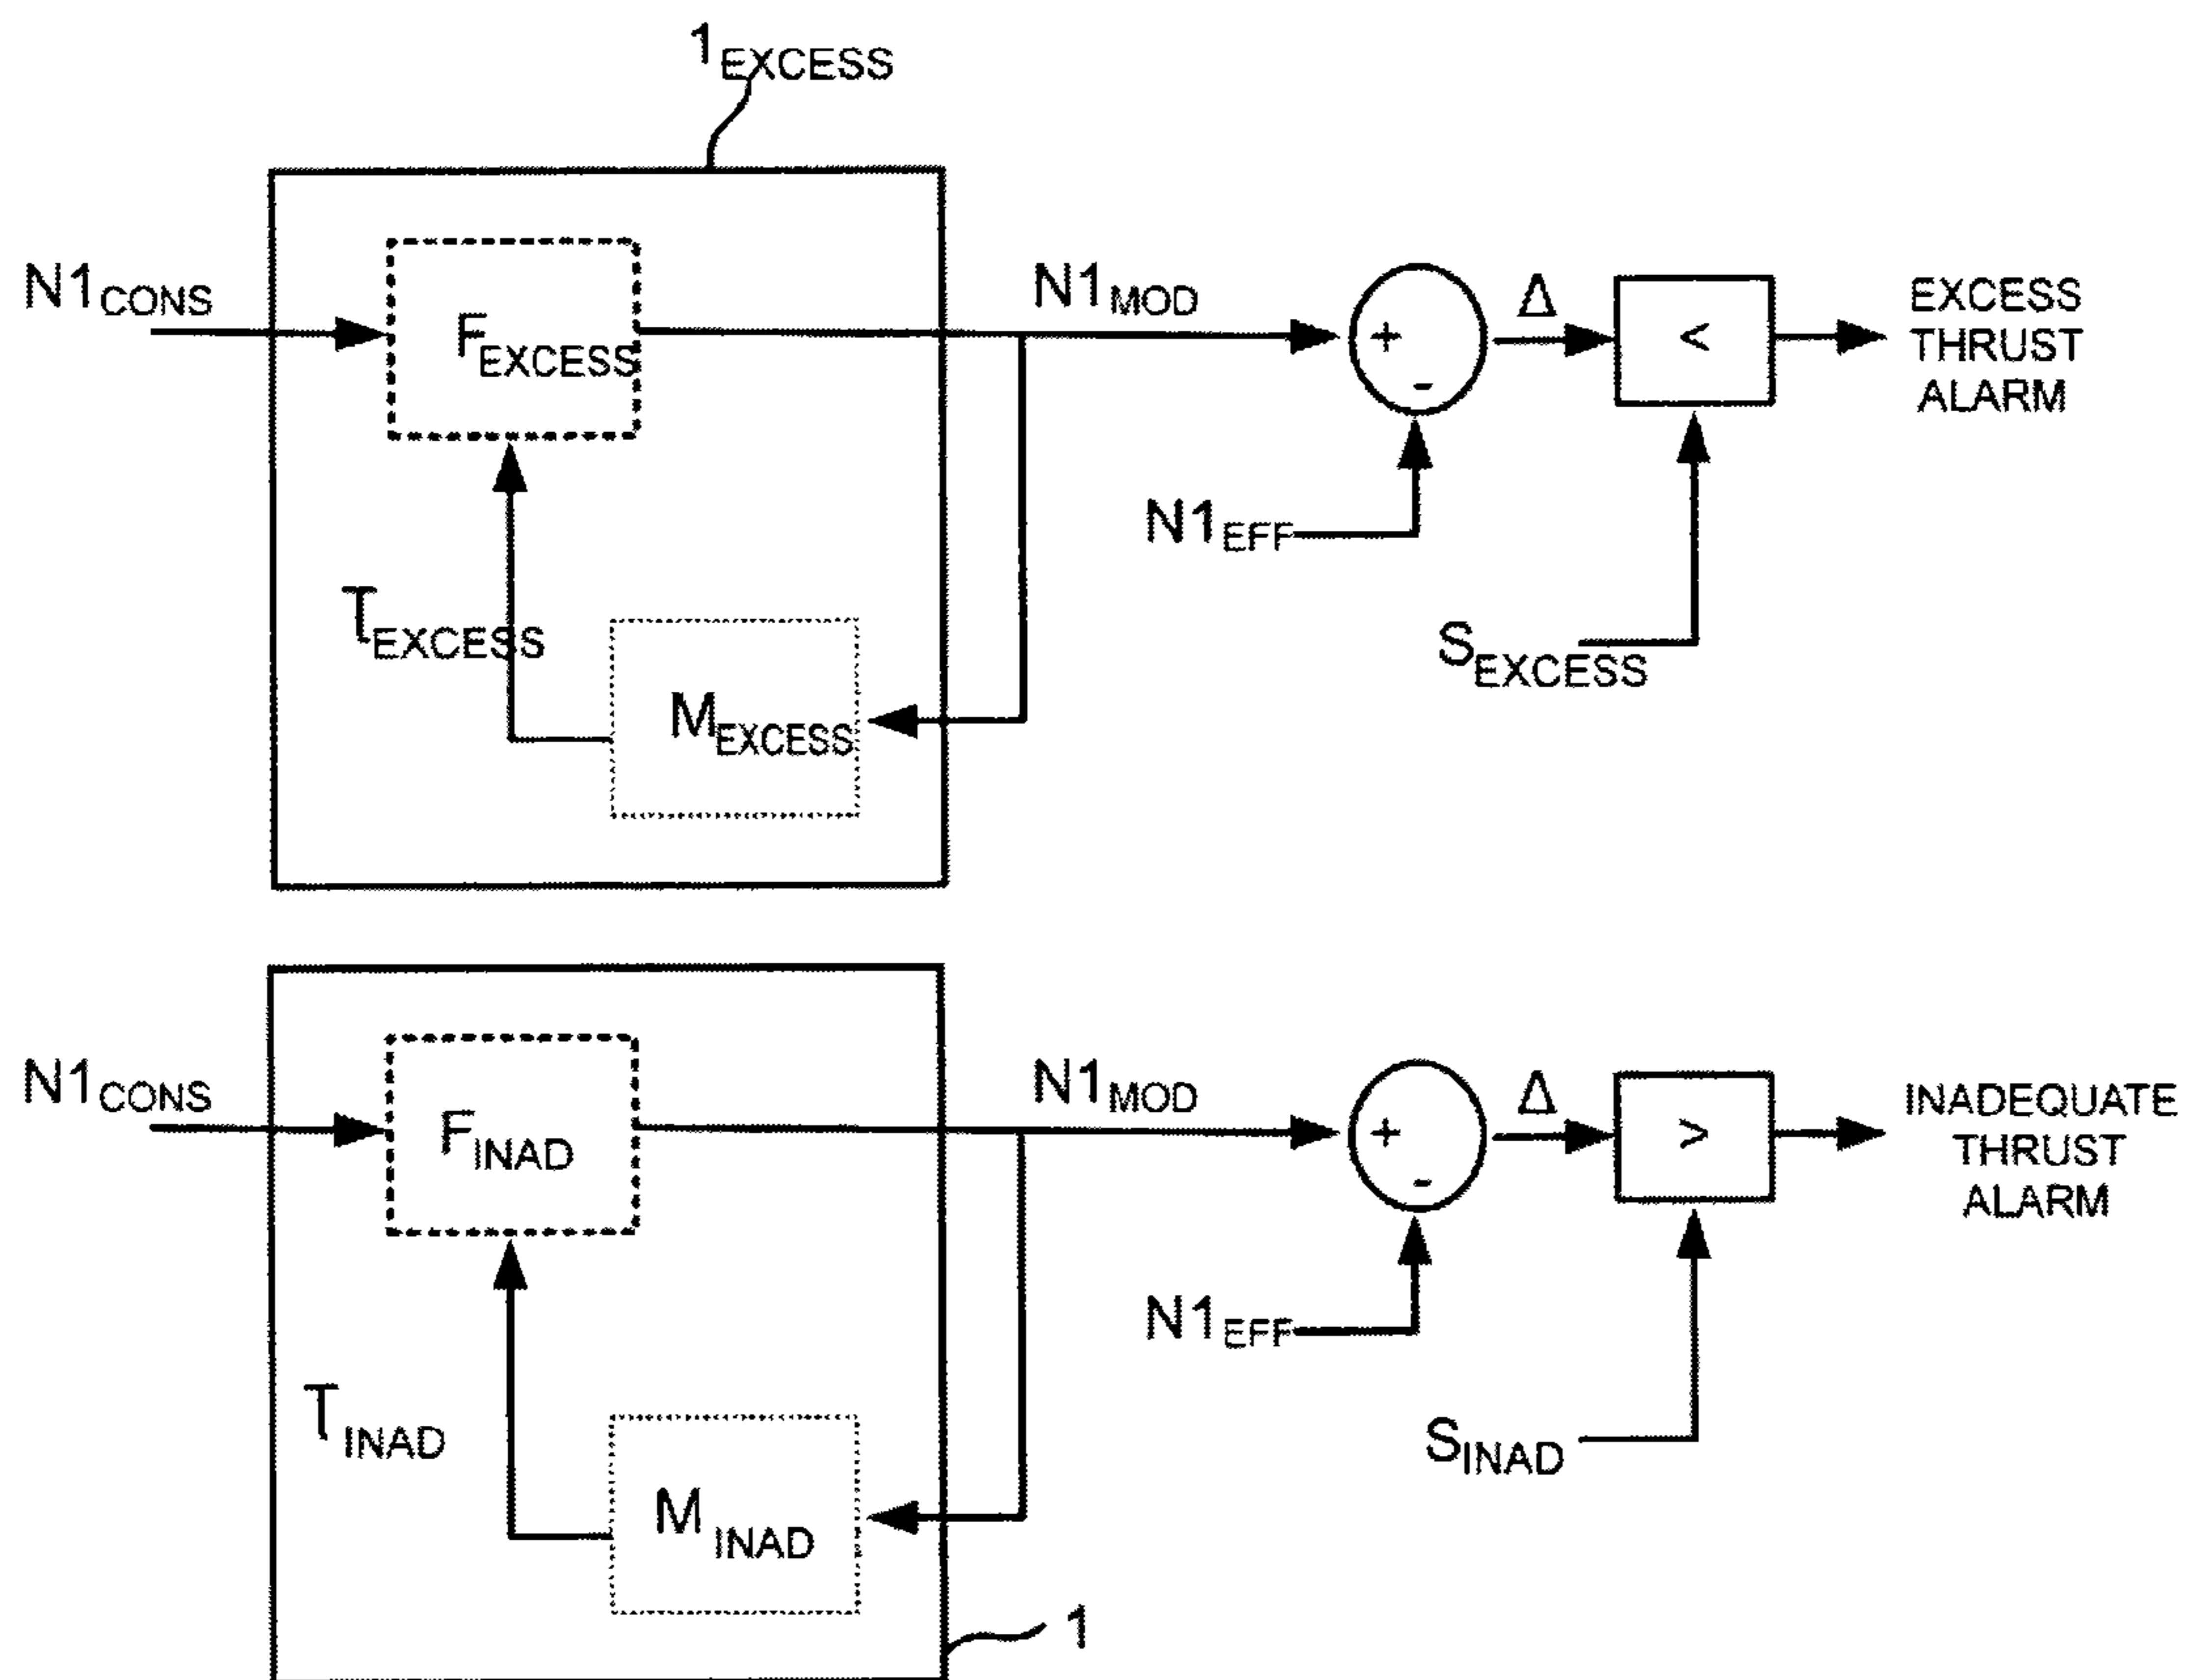 1EXCESS
N1CONS
FEXCESS
N1MOD
+
-
Δ
<
EXCESS
THRUST
ALARM
N1EFF
TEXCESS
SEXCESS
MEXCESS
N1CONS
FINAD
N1MOD
+
-
Δ
>
INADEQUATE
THRUST
ALARM
N1EFF
TINAD
SINAD
MINAD
1